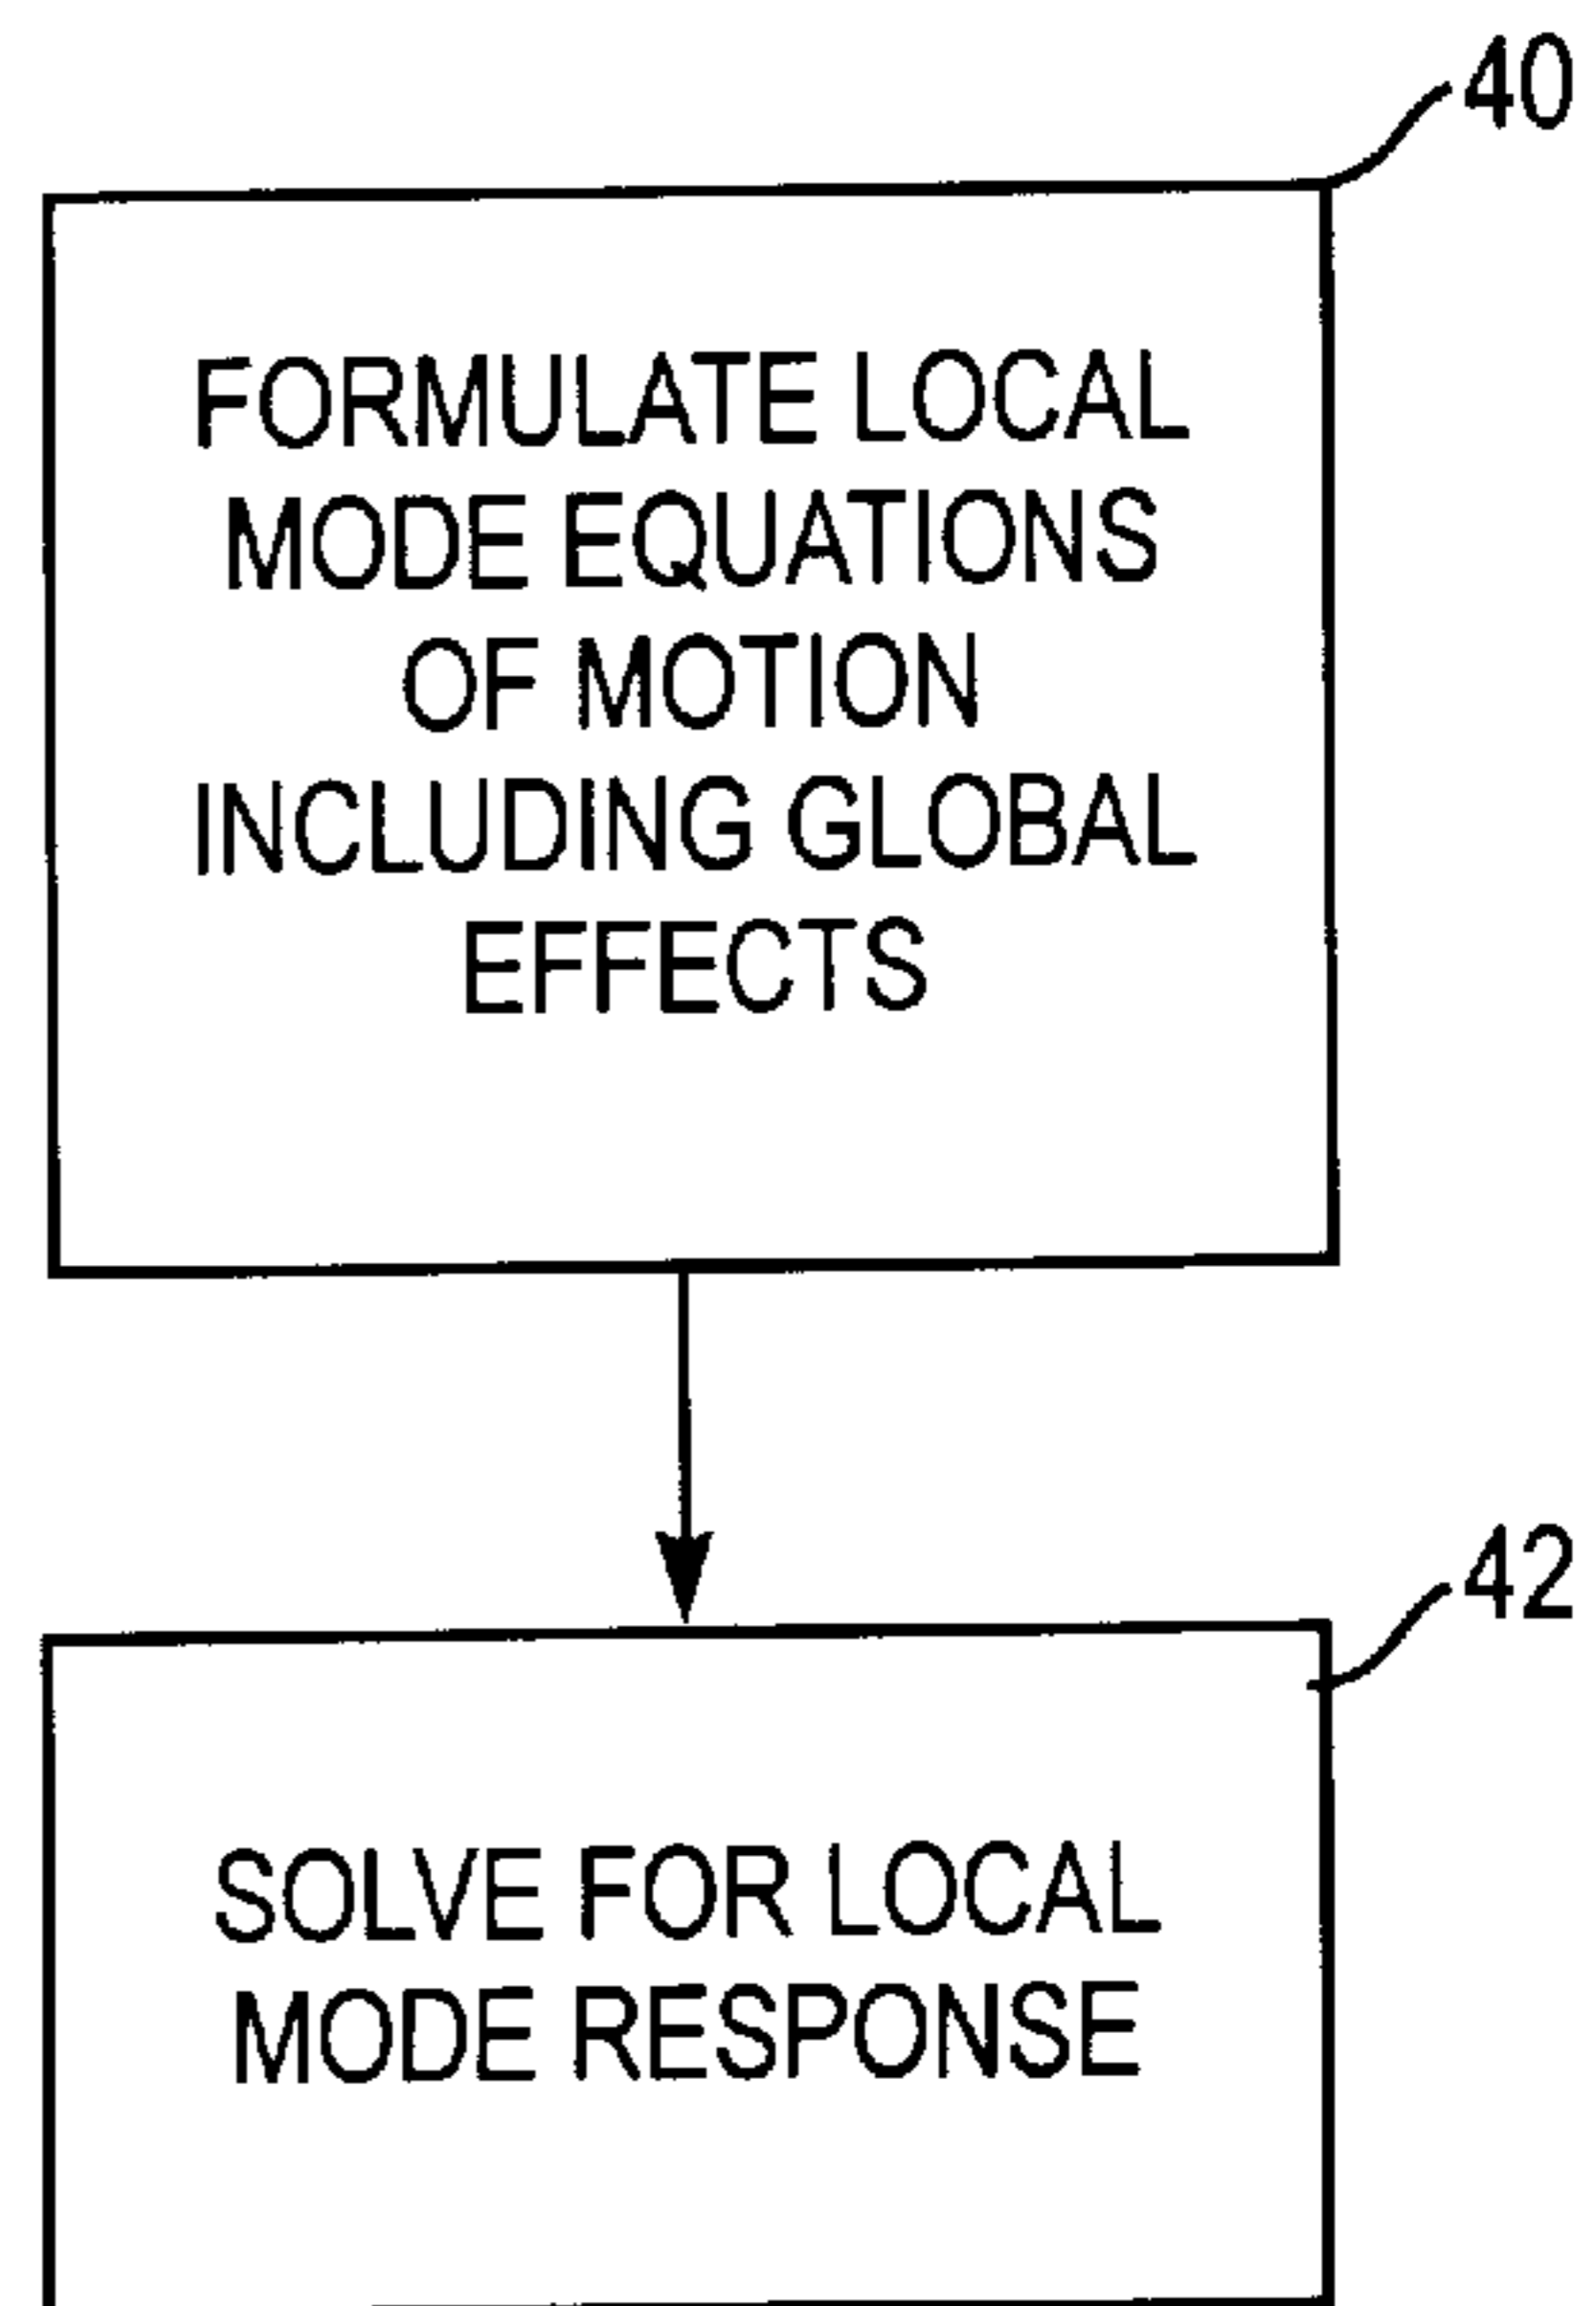 40
FORMULATE LOCAL
MODE EQUATIONS
OF MOTION
INCLUDING GLOBAL
EFFECTS
42
SOLVE FOR LOCAL
MODE RESPONSE